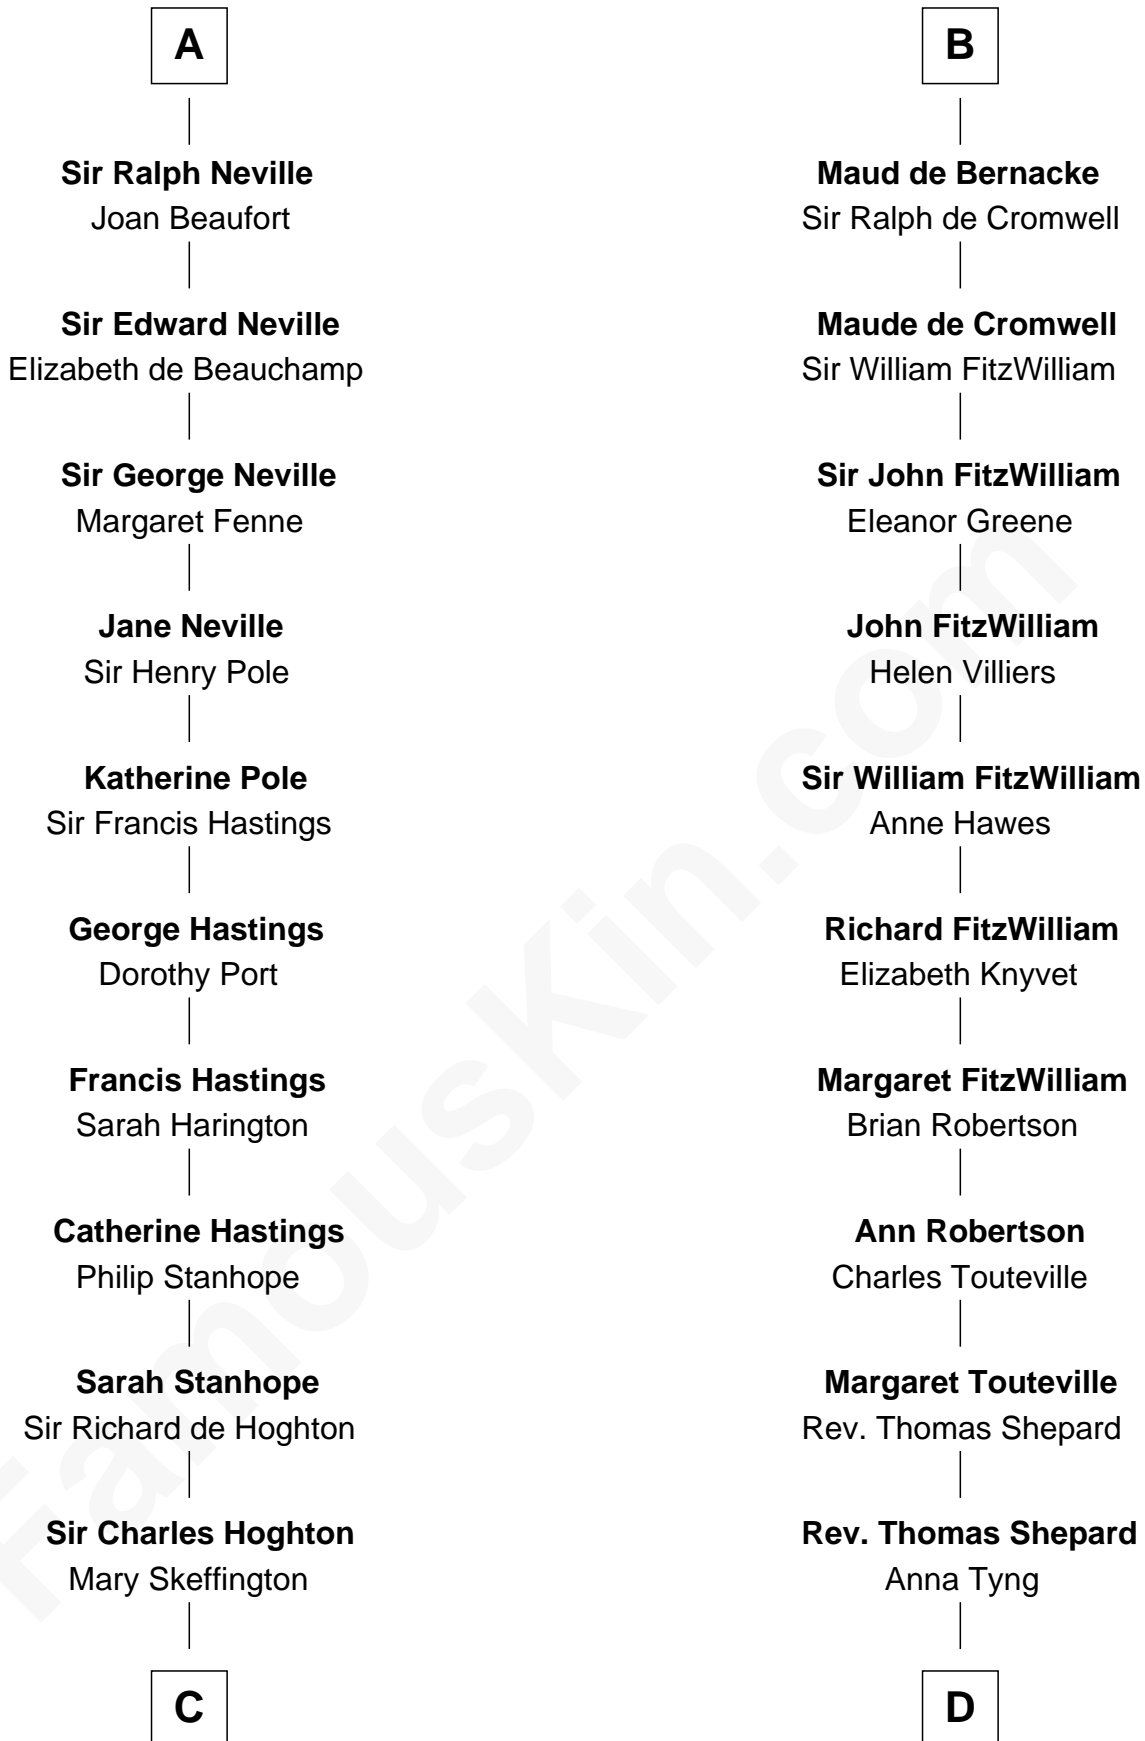 A
Sir Ralph Neville
Joan Beaufort
Sir Edward Neville
Elizabeth de Beauchamp
Sir George Neville
Margaret Fenne
Jane Neville
Sir Henry Pole
Katherine Pole
Sir Francis Hastings
George Hastings
Dorothy Port
Francis Hastings
Sarah Harington
Catherine Hastings
Philip Stanhope
Sarah Stanhope
Sir Richard de Hoghton
Sir Charles Hoghton
Mary Skeffington
C
B
Maud de Bernacke
Sir Ralph de Cromwell
Maude de Cromwell
Sir William FitzWilliam
Sir John FitzWilliam
Eleanor Greene
John FitzWilliam
Helen Villiers
Sir William FitzWilliam
Anne Hawes
Richard FitzWilliam
Elizabeth Knyvet
Margaret FitzWilliam
Brian Robertson
Ann Robertson
Charles Touteville
Margaret Touteville
Rev. Thomas Shepard
Rev. Thomas Shepard
Anna Tyng
D
FamousKin.com